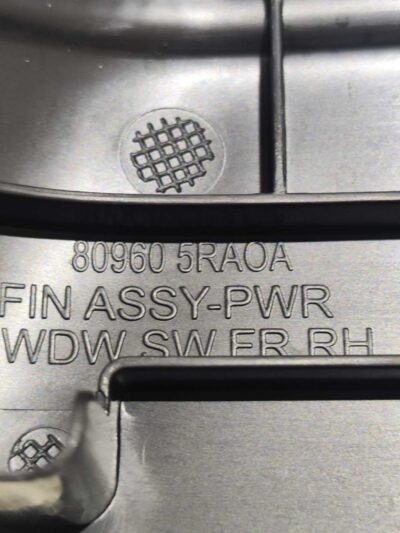 80960 5RA0A
FIN ASSY-PWR
WDW SW FR RH